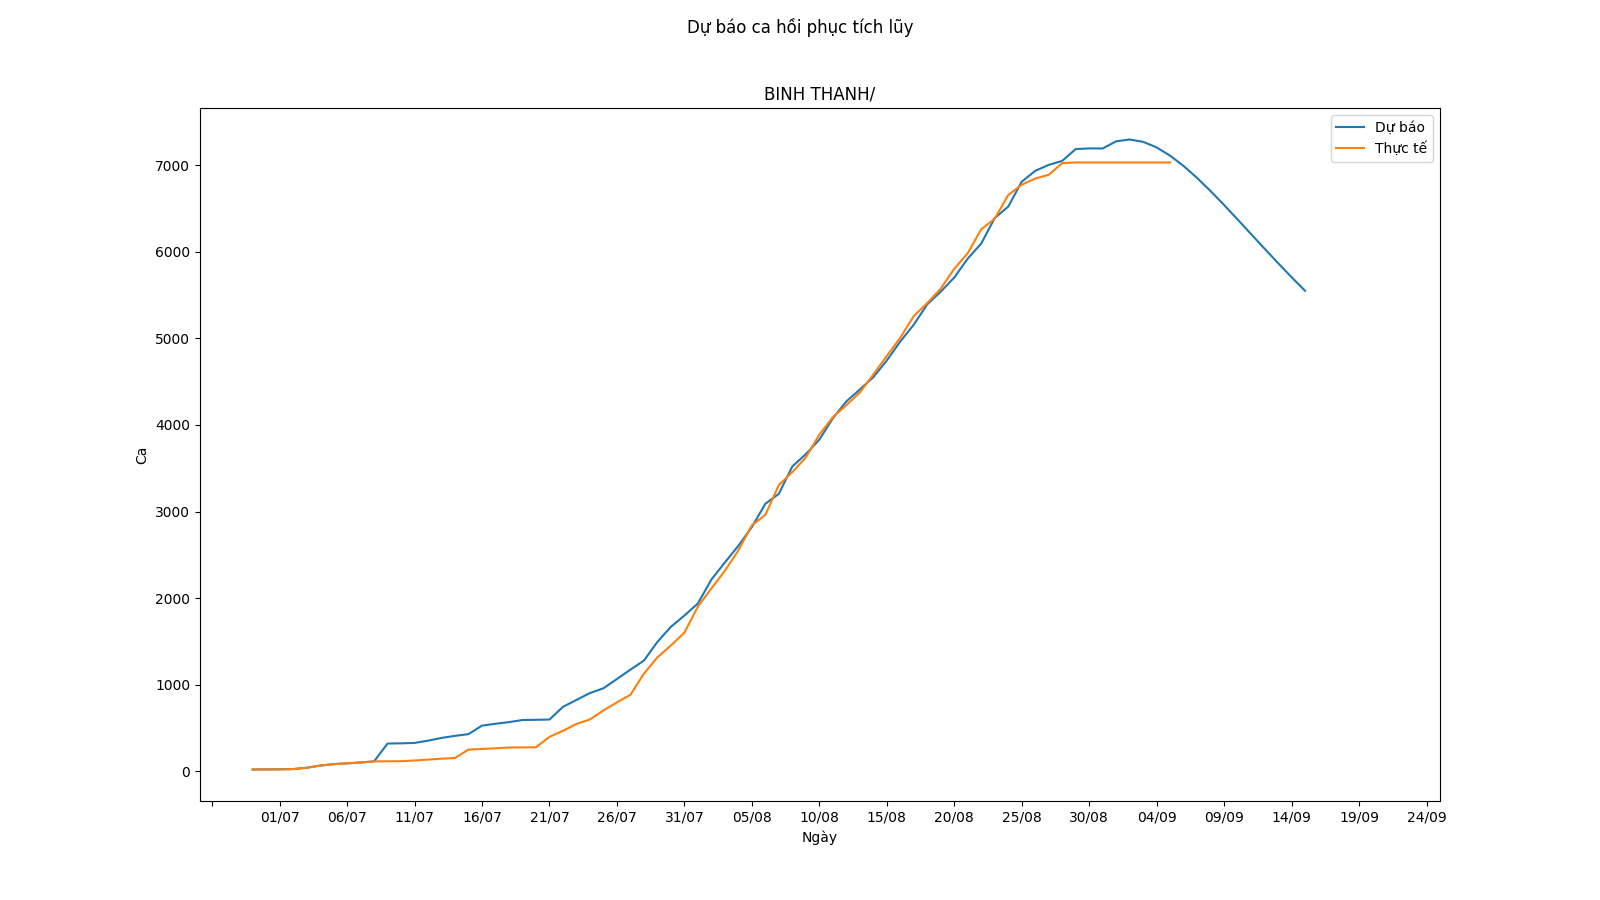 Dự báo ca hồi phục tích lũy
BINH THANH/
Dự báo
Thực tế
7000
6000
5000
4000
3000
2000
1000
0
Ca
01/07 06/07 11/07 16/07 21/07 26/07 31/07 05/08 10/08 15/08 20/08 25/08 30/08 04/09 09/09 14/09 19/09 24/09
Ngày